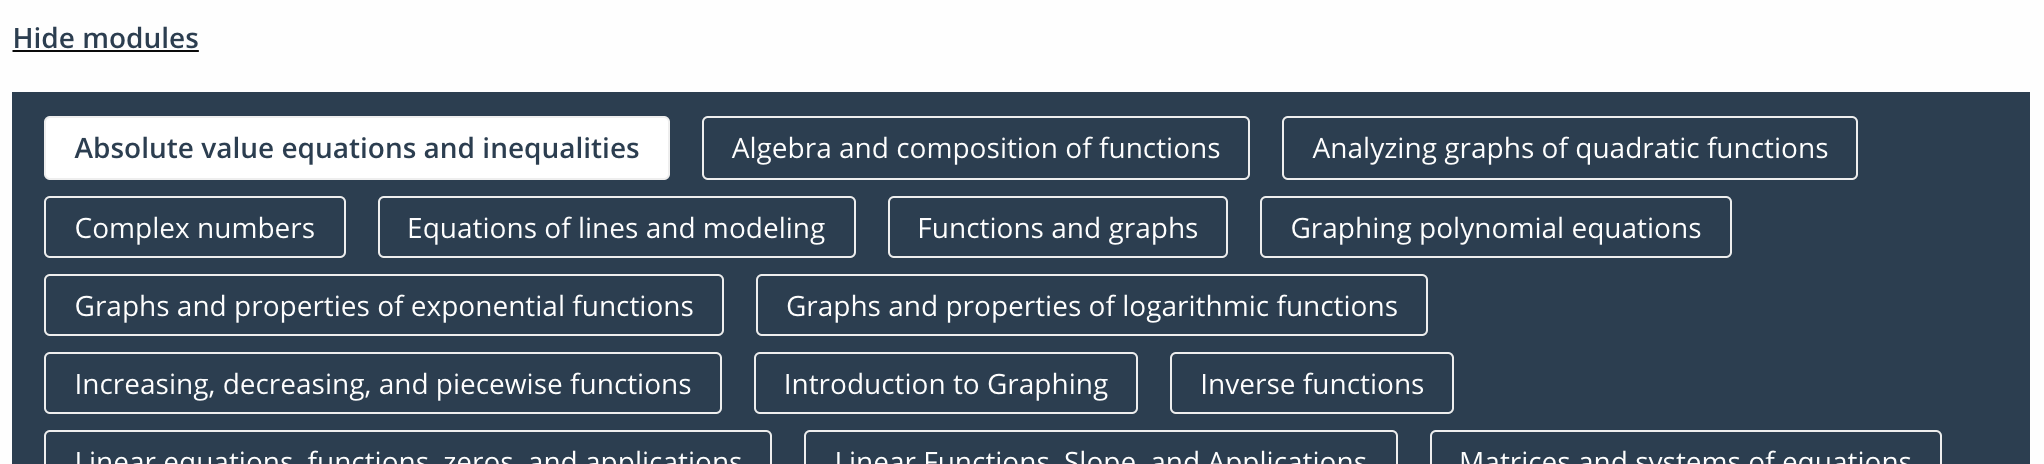 Hide modules
Absolute value equations and inequalities Algebra and composition of functions Analyzing graphs of quadratic functions
Complex numbers Equations of lines and modeling Functions and graphs Graphing polynomial equations
Graphs and properties of exponential functions Graphs and properties of logarithmic functions
Increasing, decreasing, and piecewise functions Introduction to Graphing Inverse functions
Linear equations, functions, zeros, and applications Linear Functions, Slope, and Applications Matrices and systems of equations